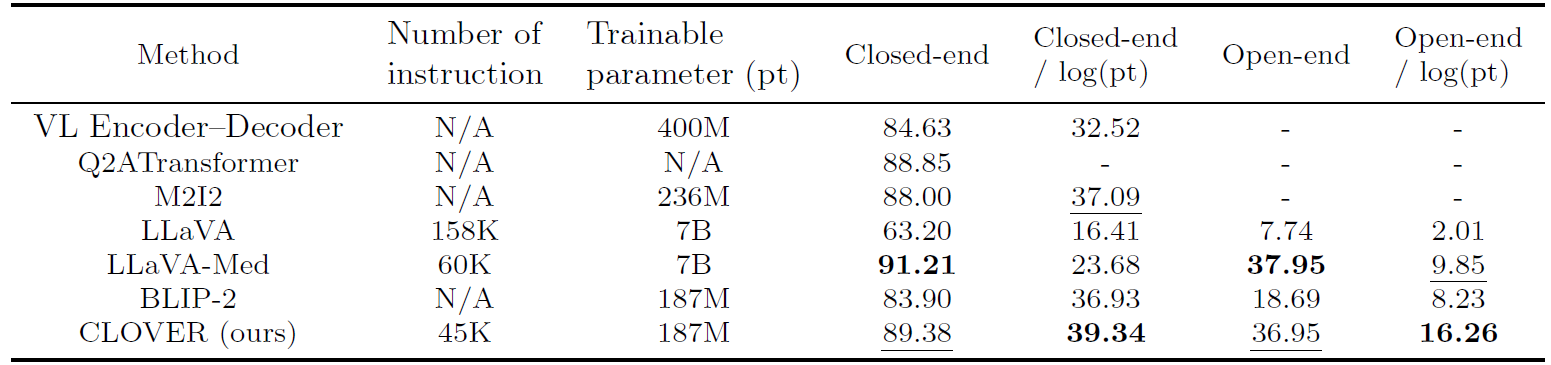 Method Number of instruction Trainable parameter (pt) Closed-end Closed-end / log(pt) Open-end Open-end / log(pt)
VL Encoder–Decoder N/A 400M 84.63 32.52 - -
Q2ATransformer N/A N/A 88.85 - - -
M2I2 N/A 236M 88.00 37.09 - -
LLaVA 158K 7B 63.20 16.41 7.74 2.01
LLaVA-Med 60K 7B 91.21 23.68 37.95 9.85
BLIP-2 N/A 187M 83.90 36.93 18.69 8.23
CLOVER (ours) 45K 187M 89.38 39.34 36.95 16.26